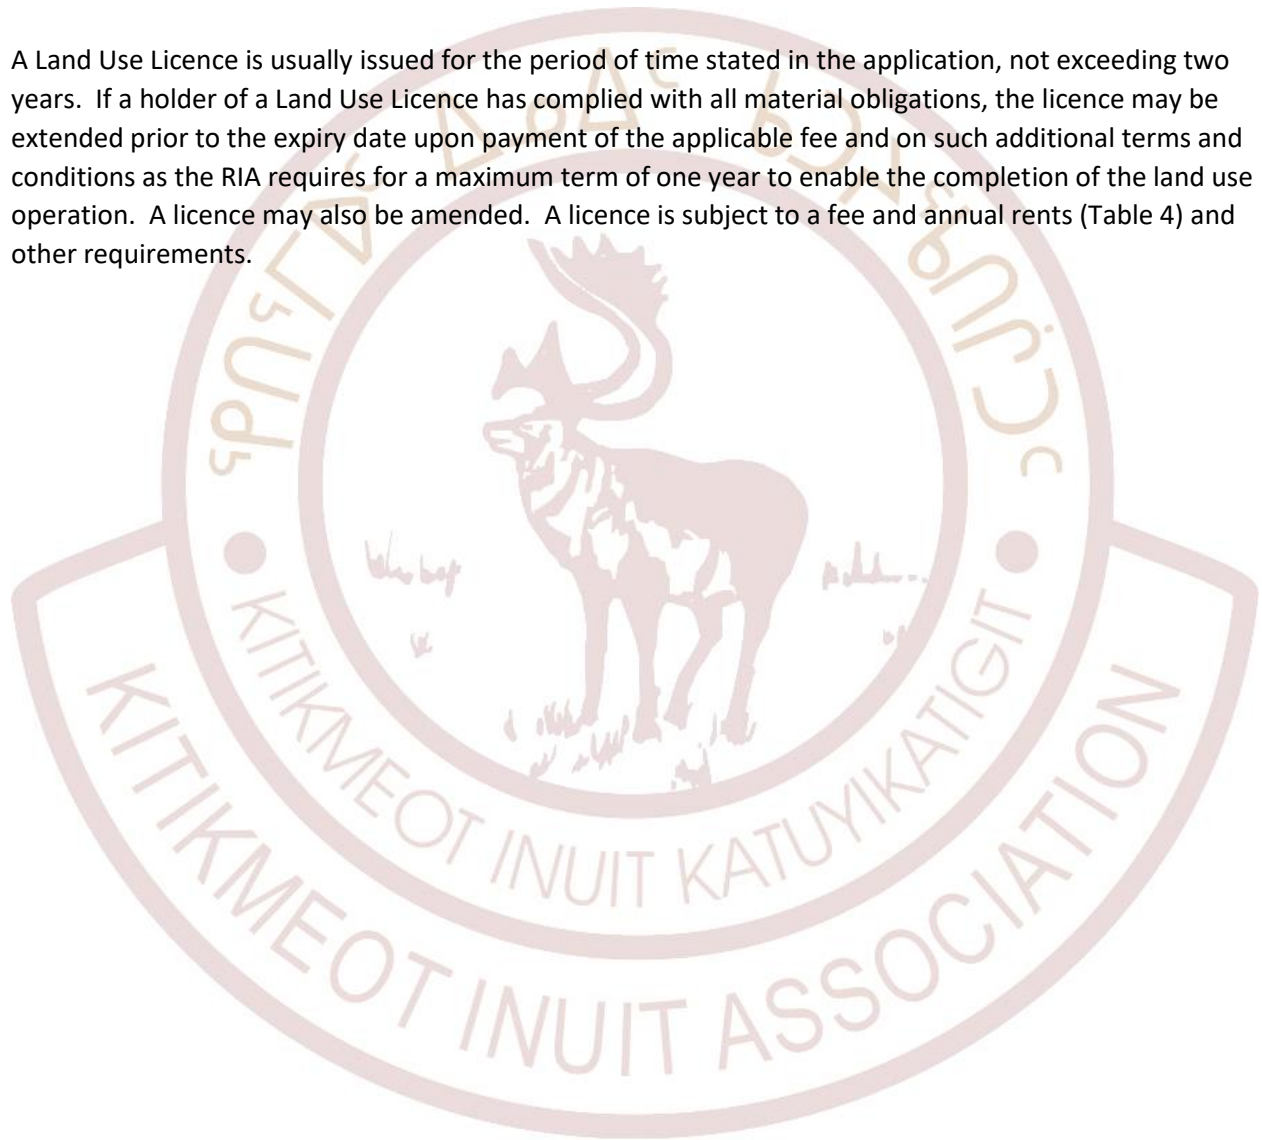 A Land Use Licence is usually issued for the period of time stated in the application, not exceeding two
years.  If a holder of a Land Use Licence has complied with all material obligations, the licence may be
extended prior to the expiry date upon payment of the applicable fee and on such additional terms and
conditions as the RIA requires for a maximum term of one year to enable the completion of the land use
operation.  A licence may also be amended.  A licence is subject to a fee and annual rents (Table 4) and
other requirements.
ᕿᑎᕐᒥᐅᑦ ᐃᓄᐃᑦ ᑲᑐᔾᔨᖃᑎᒌᑦ
KITIKMEOT INUIT KATUYIKATIGIT
KITIKMEOT INUIT ASSOCIATION